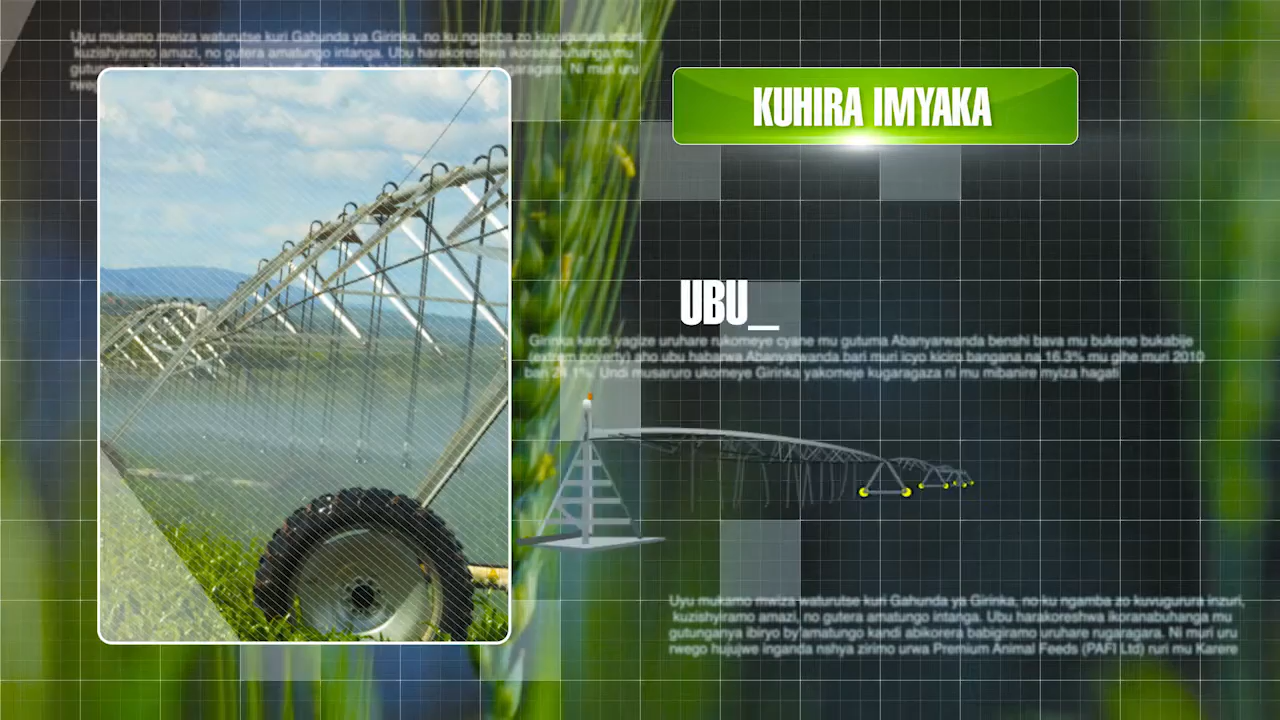 Uyu mukamo mwiza waturutse kuri Gahunda ya Girinka, no ku ngamba zo kuvugurura inzuri,
kuzishyiramo amazi, no gutera amatungo intanga. Ubu harakoreshwa ikoranabuhanga mu
rugaragara. Ni muri uru
KUHIRA IMYAKA
UBU_
Girinka kandi yagize uruhare rukomeye cyane mu gutuma Abanyarwanda benshi bava mu bukene bukabije
(extrem poverty) aho ubu habarwa Abanyarwanda bari muri icyo kiciro bangana na 16.3% mu gihe muri 2010
ban 24.1%. Undi musaruro ukomeye Girinka yakomeje kugaragaza ni mu mibanire myiza hagati
Uyu mukamo mwiza waturutse kuri Gahunda ya Girinka, no ku ngamba zo kuvugurura inzuri,
kuzishyiramo amazi, no gutera amatungo intanga. Ubu harakoreshwa ikoranabuhanga mu
gutunganya ibiryo by'amatungo kandi abikorera babigiramo uruhare rugaragara. Ni muri uru
rwego hujujwe inganda nshya zirimo urwa Premium Animal Feeds (PAFI Ltd) ruri mu Karere